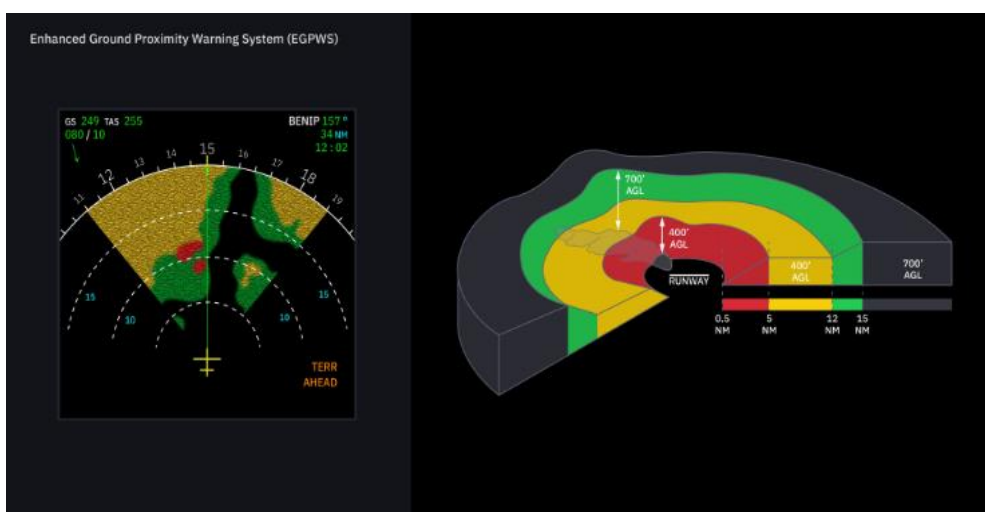 Enhanced Ground Proximity Warning System (EGPWS)
GS 249 TAS 255
080 / 10
BENIP 157°
34 NM
12:02
11
12
13
14
15
16
17
18
19
15
10
10
15
TERR
AHEAD
700'
AGL
400'
AGL
RUNWAY
400'
AGL
700'
AGL
0.5
NM
5
NM
12
NM
15
NM